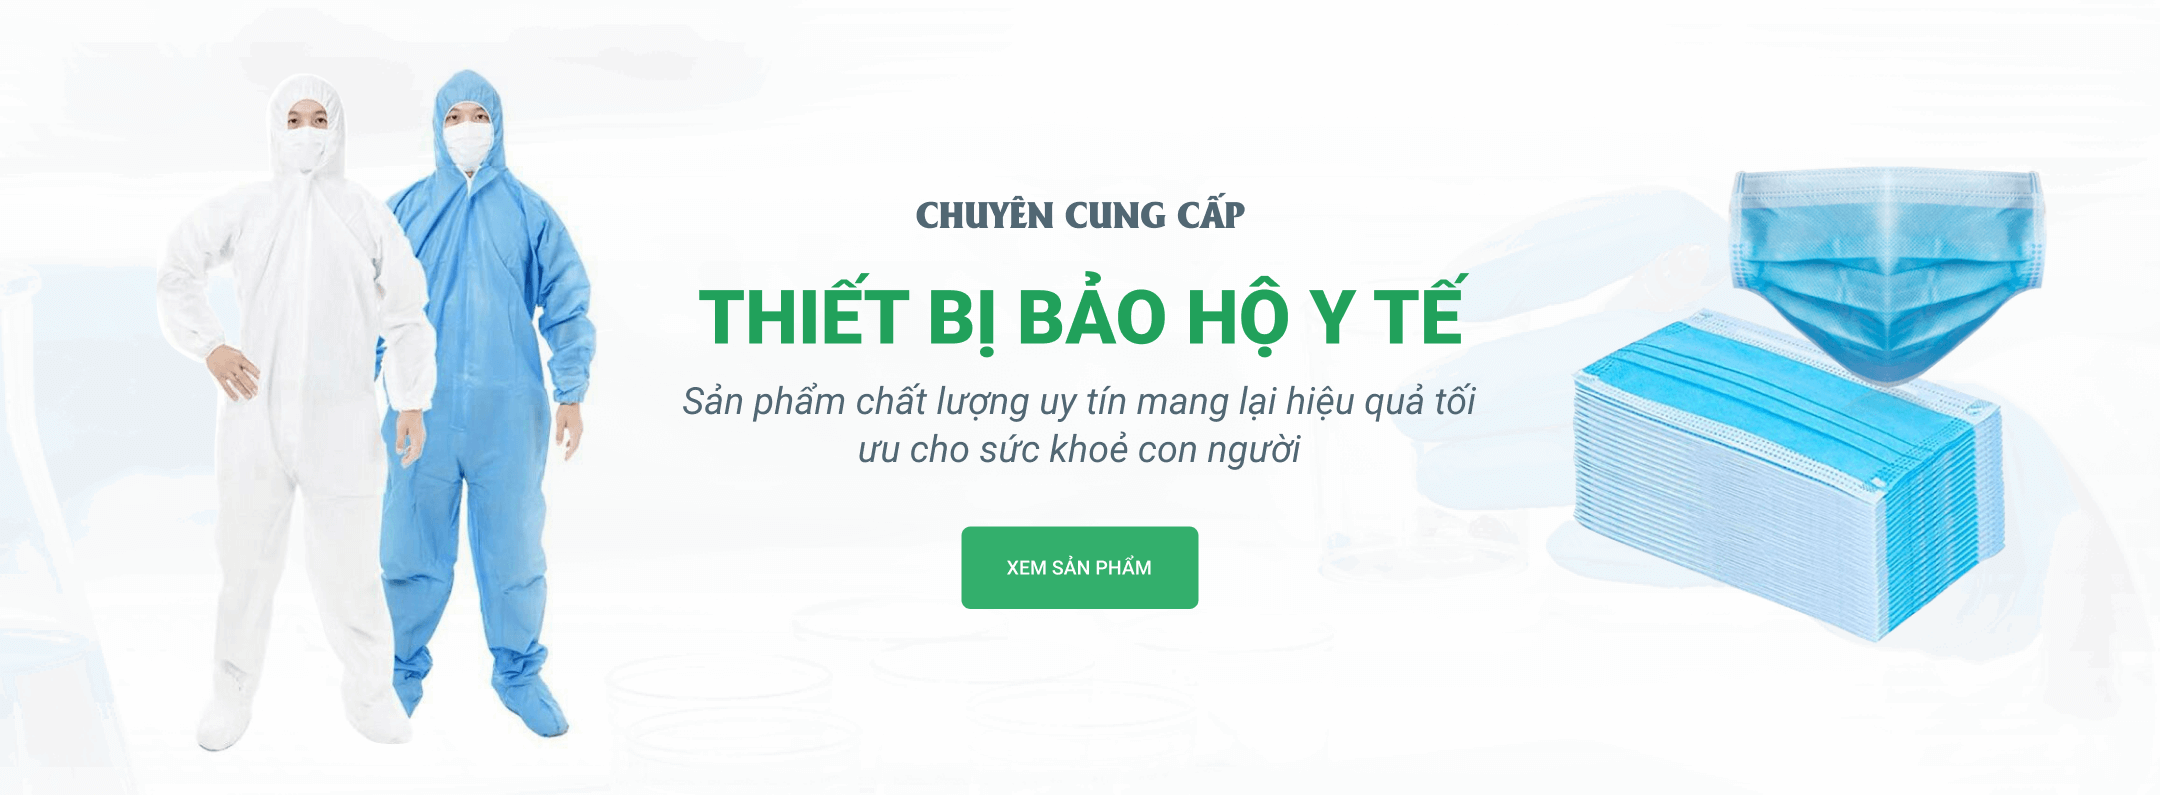 CHUYÊN CUNG CẤP
THIẾT BỊ BẢO HỘ Y TẾ
Sản phẩm chất lượng uy tín mang lại hiệu quả tối
ưu cho sức khoẻ con người
XEM SẢN PHẨM